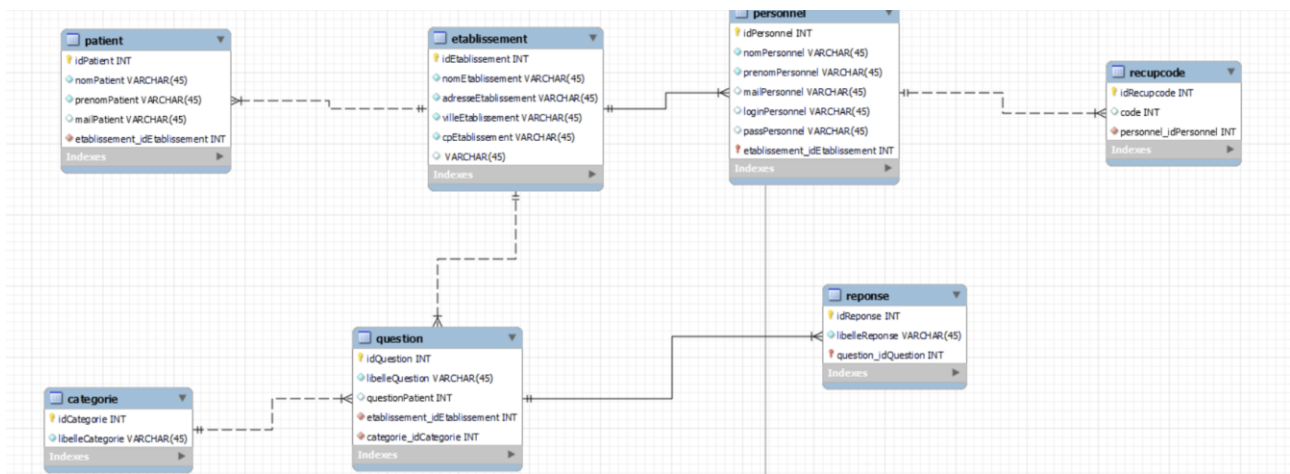 patient
idPatient INT
nomPatient VARCHAR(45)
prenomPatient VARCHAR(45)
mailPatient VARCHAR(45)
etablissement_idEtablissement INT
Indexes
etablissement
idEtablissement INT
nomEtablissement VARCHAR(45)
adresseEtablissement VARCHAR(45)
villeEtablissement VARCHAR(45)
cpEtablissement VARCHAR(45)
VARCHAR(45)
Indexes
personnel
idPersonnel INT
nomPersonnel VARCHAR(45)
prenomPersonnel VARCHAR(45)
mailPersonnel VARCHAR(45)
loginPersonnel VARCHAR(45)
passPersonnel VARCHAR(45)
etablissement_idEtablissement INT
Indexes
recupcode
idRecupcode INT
code INT
personnel_idPersonnel INT
Indexes
question
idQuestion INT
libelleQuestion VARCHAR(45)
questionPatient INT
etablissement_idEtablissement INT
categorie_idCategorie INT
Indexes
reponse
idReponse INT
libelleReponse VARCHAR(45)
question_idQuestion INT
Indexes
categorie
idCategorie INT
libelleCategorie VARCHAR(45)
Indexes